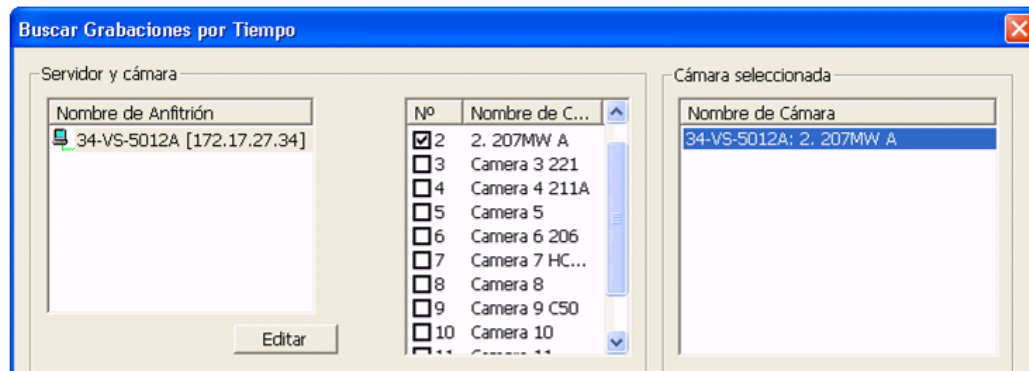 Buscar Grabaciones por Tiempo
Servidor y cámara
Nombre de Anfitrión
34-VS-5012A [172.17.27.34]
Editar
Nº Nombre de C...
2 2. 207MW A
3 Camera 3 221
4 Camera 4 211A
5 Camera 5
6 Camera 6 206
7 Camera 7 HC...
8 Camera 8
9 Camera 9 C50
10 Camera 10
Cámara seleccionada
Nombre de Cámara
34-VS-5012A: 2. 207MW A